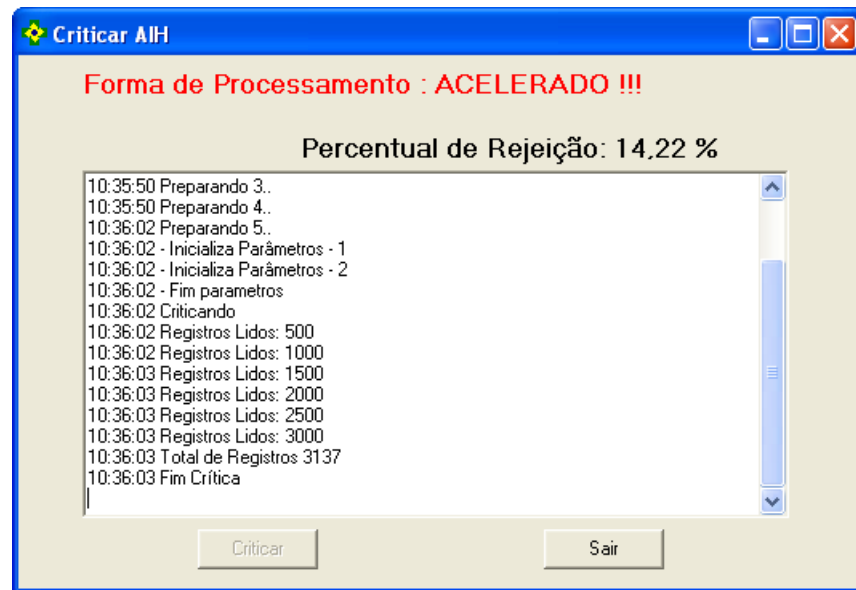 Criticar AIH
Forma de Processamento : ACELERADO !!!
Percentual de Rejeição: 14,22 %
10:35:50 Preparando 3..
10:35:50 Preparando 4..
10:36:02 Preparando 5..
10:36:02 - Inicializa Parâmetros - 1
10:36:02 - Inicializa Parâmetros - 2
10:36:02 - Fim parametros
10:36:02 Criticando
10:36:02 Registros Lidos: 500
10:36:02 Registros Lidos: 1000
10:36:03 Registros Lidos: 1500
10:36:03 Registros Lidos: 2000
10:36:03 Registros Lidos: 2500
10:36:03 Registros Lidos: 3000
10:36:03 Total de Registros 3137
10:36:03 Fim Crítica
Criticar
Sair